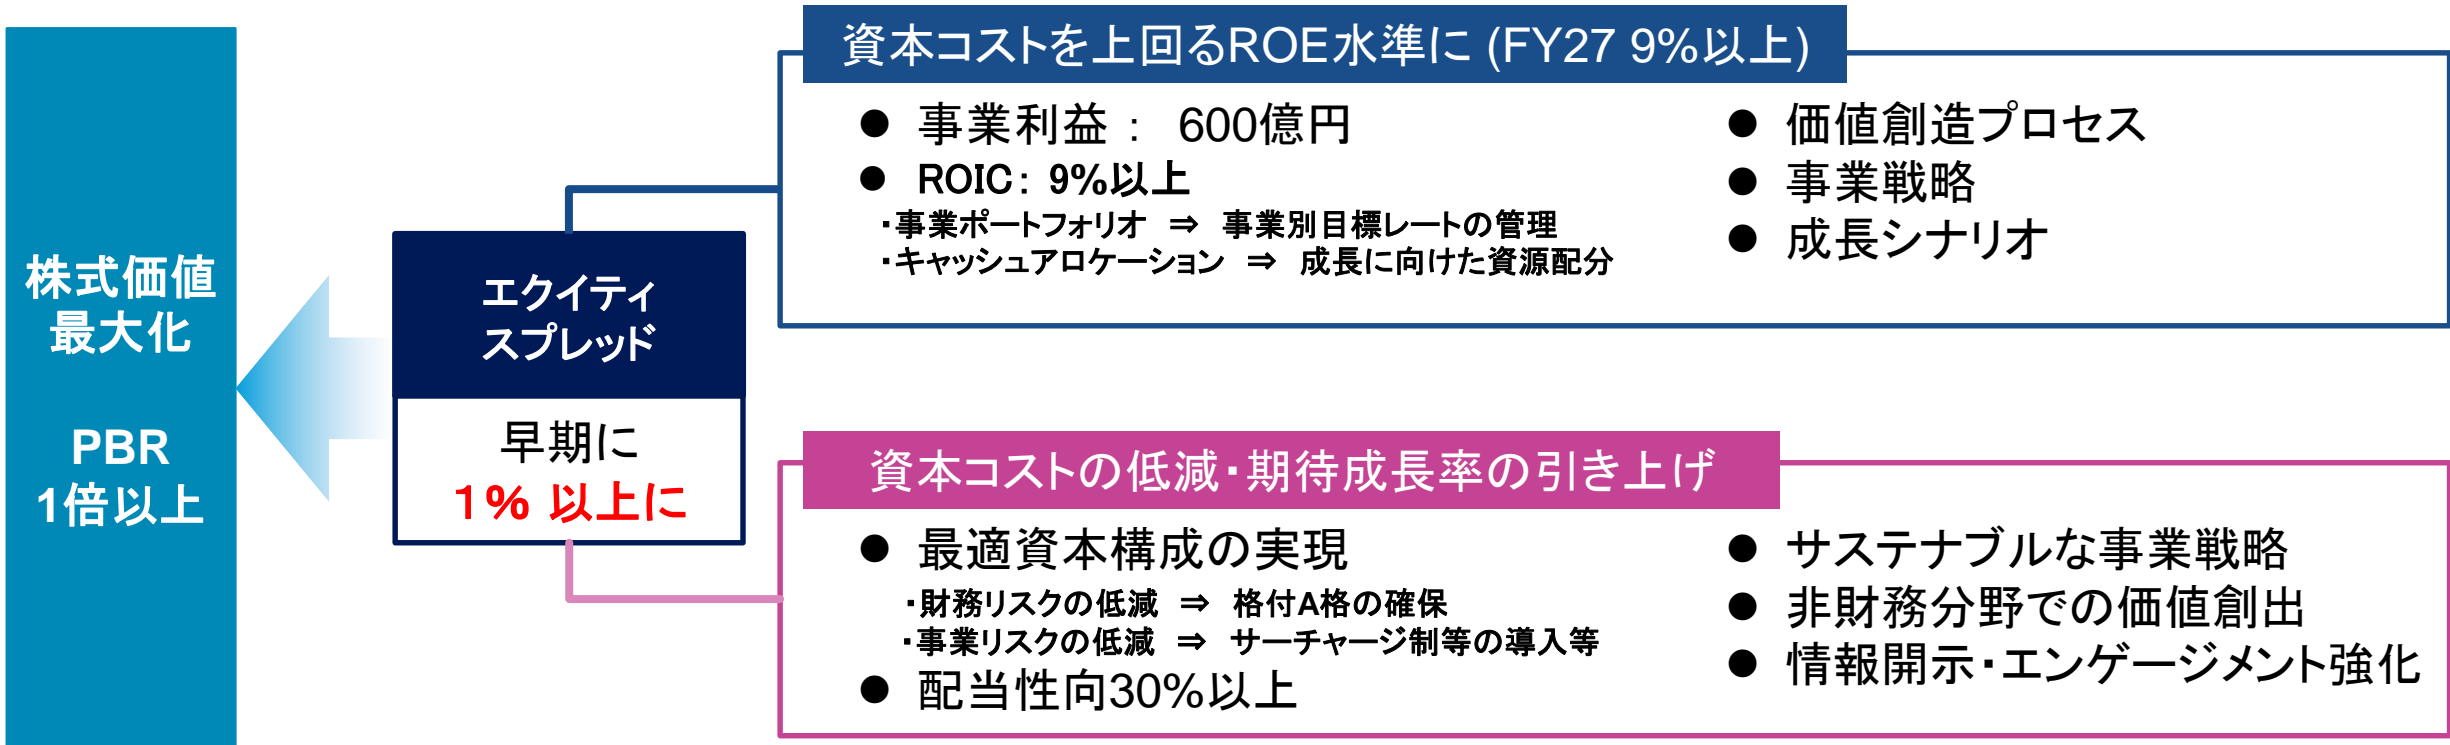 株式価値
最大化
PBR
1倍以上
エクイティ
スプレッド
早期に
1% 以上に
資本コストを上回るROE水準に (FY27 9%以上)
● 事業利益 : 600億円
● ROIC: 9%以上
・事業ポートフォリオ ⇒ 事業別目標レートの管理
・キャッシュアロケーション ⇒ 成長に向けた資源配分
● 価値創造プロセス
● 事業戦略
● 成長シナリオ
資本コストの低減・期待成長率の引き上げ
● 最適資本構成の実現
・財務リスクの低減 ⇒ 格付A格の確保
・事業リスクの低減 ⇒ サーチャージ制等の導入等
● 配当性向30%以上
● サステナブルな事業戦略
● 非財務分野での価値創出
● 情報開示・エンゲージメント強化